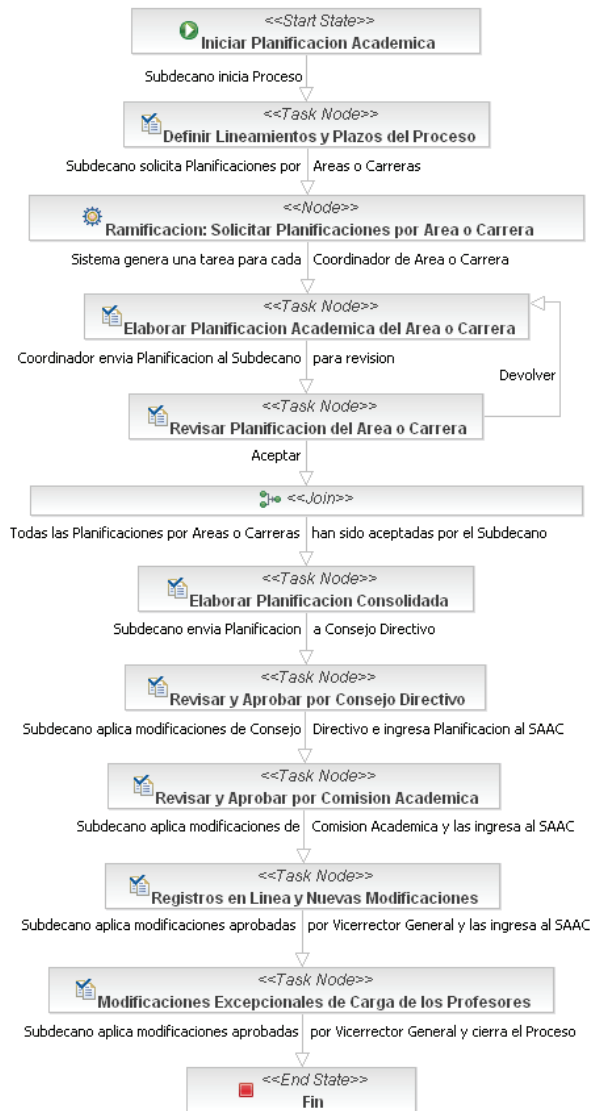 <<Start State>>
Iniciar Planificacion Academica
Subdecano inicia Proceso
<<Task Node>>
Definir Lineamientos y Plazos del Proceso
Subdecano solicita Planificaciones por Areas o Carreras
<<Node>>
Ramificacion: Solicitar Planificaciones por Area o Carrera
Sistema genera una tarea para cada Coordinador de Area o Carrera
<<Task Node>>
Elaborar Planificacion Academica del Area o Carrera
Coordinador envia Planificacion al Subdecano para revision
Devolver
<<Task Node>>
Revisar Planificacion del Area o Carrera
Aceptar
<<Join>>
Todas las Planificaciones por Areas o Carreras han sido aceptadas por el Subdecano
<<Task Node>>
Elaborar Planificacion Consolidada
Subdecano envia Planificacion a Consejo Directivo
<<Task Node>>
Revisar y Aprobar por Consejo Directivo
Subdecano aplica modificaciones de Consejo Directivo e ingresa Planificacion al SAAC
<<Task Node>>
Revisar y Aprobar por Comision Academica
Subdecano aplica modificaciones de Comision Academica y las ingresa al SAAC
<<Task Node>>
Registros en Linea y Nuevas Modificaciones
Subdecano aplica modificaciones aprobadas por Vicerrector General y las ingresa al SAAC
<<Task Node>>
Modificaciones Excepcionales de Carga de los Profesores
Subdecano aplica modificaciones aprobadas por Vicerrector General y cierra el Proceso
<<End State>>
Fin